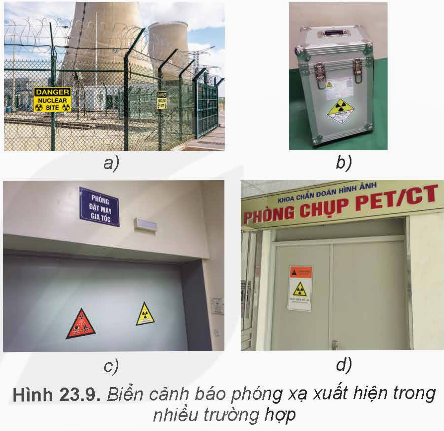 DANGER
NUCLEAR
SITE
a)
b)
PHÒNG
ĐẶT MÁY
GIA TỐC
c)
KHOA CHẨN ĐOÁN HÌNH ẢNH
PHÒNG CHỤP PET/CT
d)
Hình 23.9. Biển cảnh báo phóng xạ xuất hiện trong
nhiều trường hợp